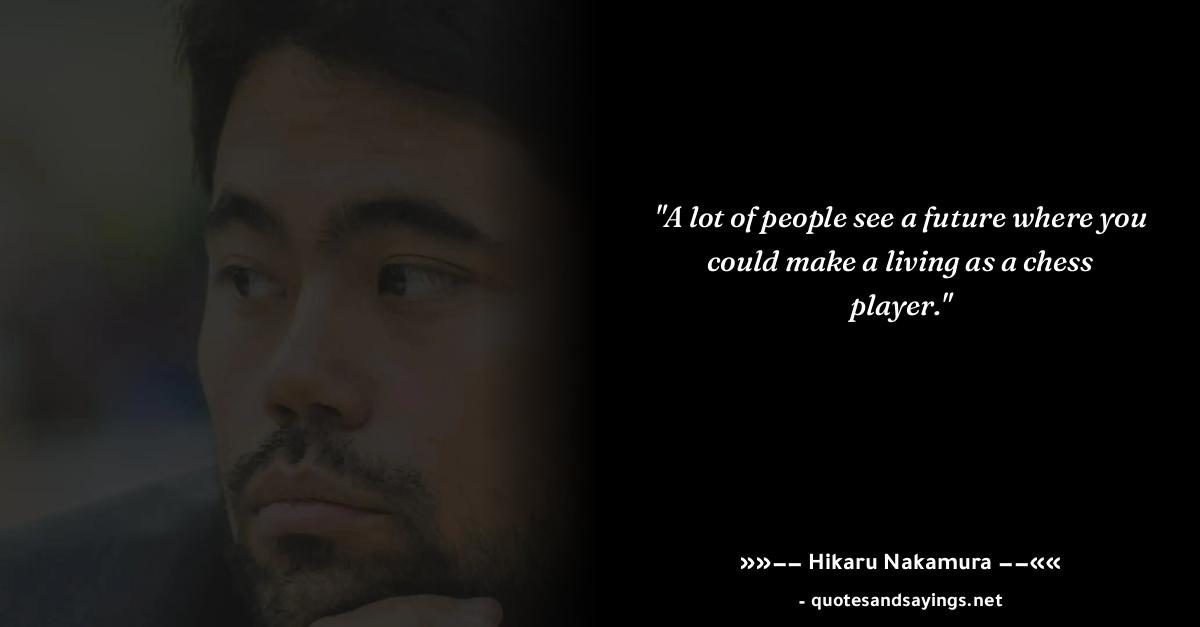 "A lot of people see a future where you
could make a living as a chess
player."
»»–– Hikaru Nakamura ––««
- quotesandsayings.net